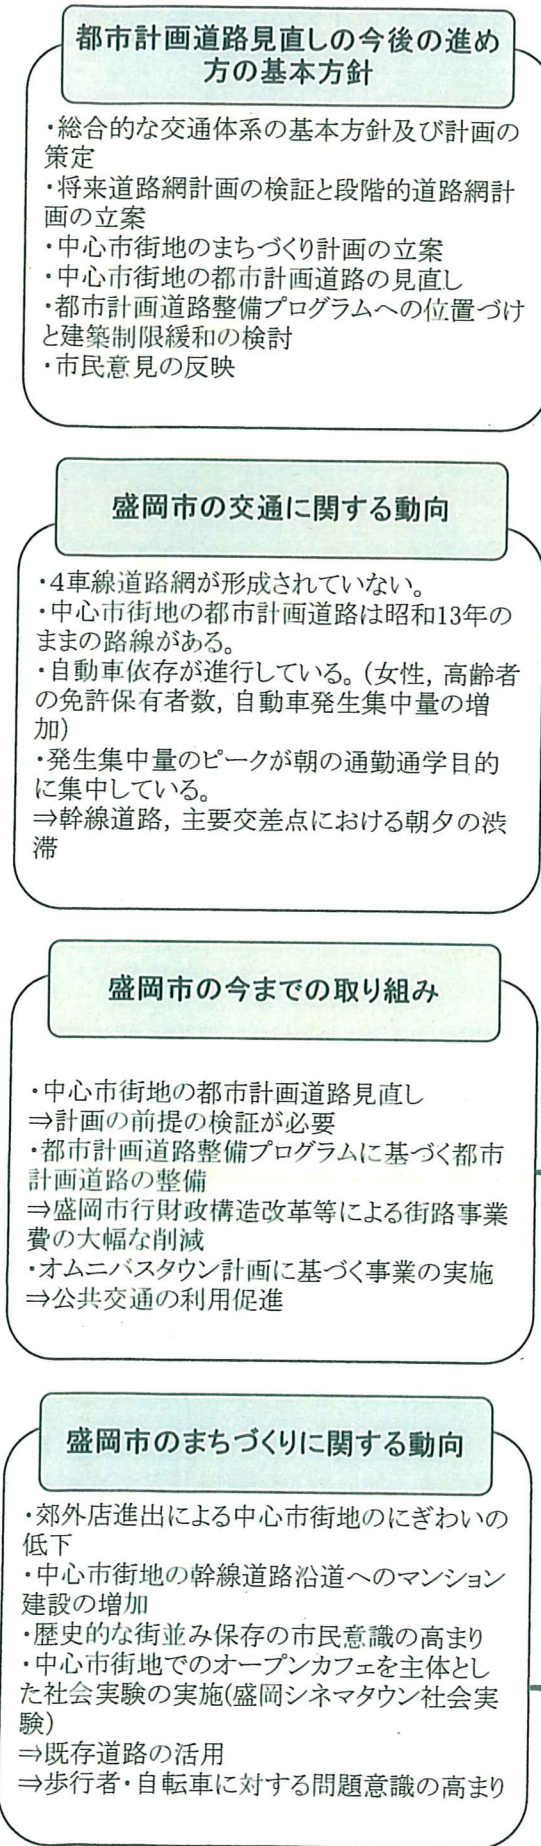 都市計画道路見直しの今後の進め
方の基本方針
・総合的な交通体系の基本方針及び計画の
策定
・将来道路網計画の検証と段階的道路網計
画の立案
・中心市街地のまちづくり計画の立案
・中心市街地の都市計画道路の見直し
・都市計画道路整備プログラムへの位置づけ
と建築制限緩和の検討
・市民意見の反映
盛岡市の交通に関する動向
・4車線道路網が形成されていない。
・中心市街地の都市計画道路は昭和13年の
ままの路線がある。
・自動車依存が進行している。(女性, 高齢者
の免許保有者数, 自動車発生集中量の増
加)
・発生集中量のピークが朝の通勤通学目的
に集中している。
⇒幹線道路, 主要交差点における朝夕の渋
滞
盛岡市の今までの取り組み
・中心市街地の都市計画道路見直し
⇒計画の前提の検証が必要
・都市計画道路整備プログラムに基づく都市
計画道路の整備
⇒盛岡市行財政構造改革等による街路事業
費の大幅な削減
・オムニバスタウン計画に基づく事業の実施
⇒公共交通の利用促進
盛岡市のまちづくりに関する動向
・郊外店進出による中心市街地のにぎわいの
低下
・中心市街地の幹線道路沿道へのマンション
建設の増加
・歴史的な街並み保存の市民意識の高まり
・中心市街地でのオープンカフェを主体とし
た社会実験の実施(盛岡シネマタウン社会実
験)
⇒既存道路の活用
⇒歩行者・自転車に対する問題意識の高まり